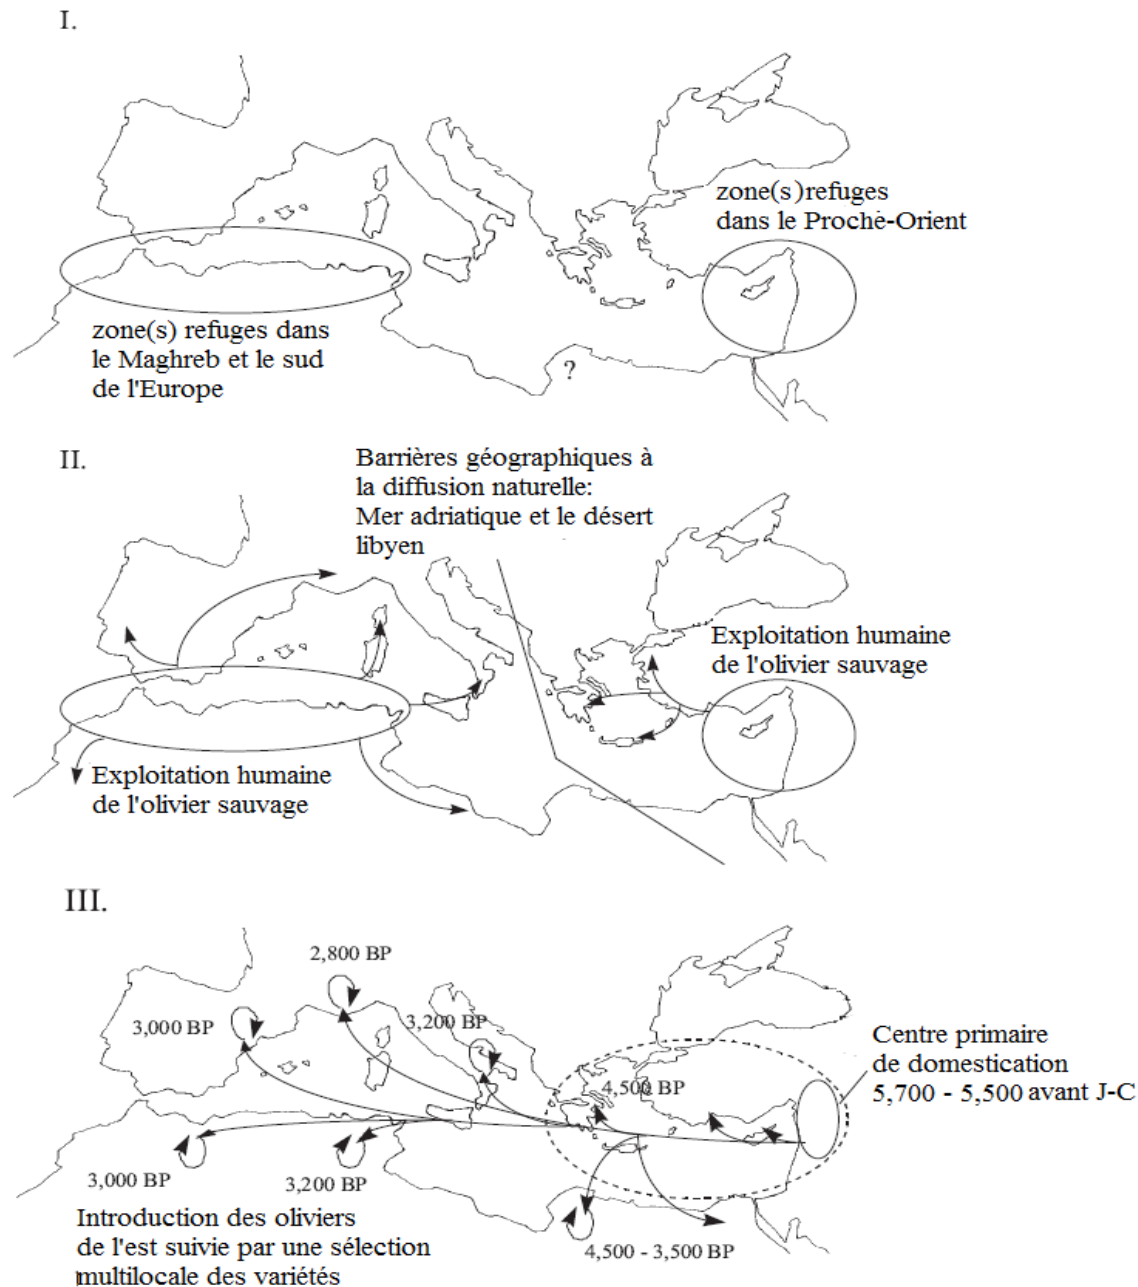 I.
zone(s)refuges
dans le Proche-Orient
zone(s) refuges dans
le Maghreb et le sud
de l'Europe
?
II.
Barrières géographiques à
la diffusion naturelle:
Mer adriatique et le désert
libyen
Exploitation humaine
de l'olivier sauvage
Exploitation humaine
de l'olivier sauvage
III.
2,800 BP
3,000 BP
3,200 BP
4,500 BP
Centre primaire
de domestication
5,700 - 5,500 avant J-C
3,000 BP
3,200 BP
4,500 - 3,500 BP
Introduction des oliviers
de l'est suivie par une sélection
multilocale des variétés